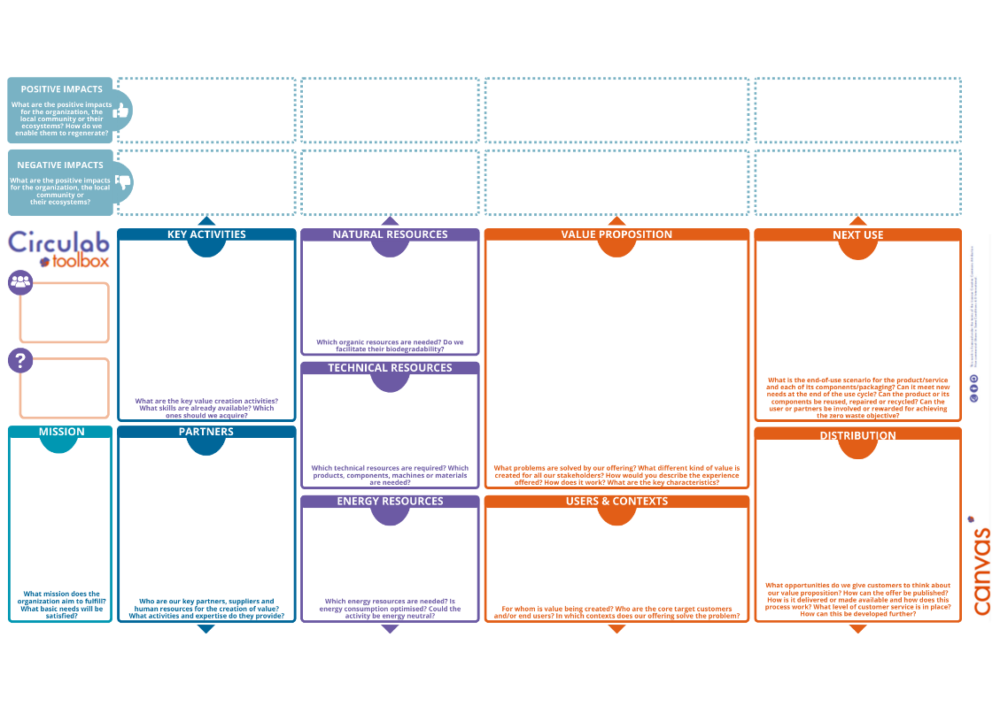 POSITIVE IMPACTS
What are the positive impacts
for the organization, the
local community or their
ecosystems? How do we
enable them to regenerate?
NEGATIVE IMPACTS
What are the positive impacts
for the organization, the local
community or
their ecosystems?
Circulab
toolbox
?
MISSION
What mission does the
organization aim to fulfill?
What basic needs will be
satisfied?
KEY ACTIVITIES
What are the key value creation activities?
What skills are already available? Which
ones should we acquire?
PARTNERS
Who are our key partners, suppliers and
human resources for the creation of value?
What activities and expertise do they provide?
NATURAL RESOURCES
Which organic resources are needed? Do we
facilitate their biodegradability?
TECHNICAL RESOURCES
Which technical resources are required? Which
products, components, machines or materials
are needed?
ENERGY RESOURCES
Which energy resources are needed? Is
energy consumption optimised? Could the
activity be energy neutral?
VALUE PROPOSITION
What problems are solved by our offering? What different kind of value is
created for all our stakeholders? How would you describe the experience
offered? How does it work? What are the key characteristics?
USERS & CONTEXTS
For whom is value being created? Who are the core target customers
and/or end users? In which contexts does our offering solve the problem?
NEXT USE
What is the end-of-use scenario for the product/service
and each of its components/packaging? Can it meet new
needs at the end of the use cycle? Can the product or its
components be reused, repaired or recycled? Can the
user or partners be involved or rewarded for achieving
the zero waste objective?
DISTRIBUTION
What opportunities do we give customers to think about
our value proposition? How can the offer be published?
How is it delivered or made available and how does this
process work? What level of customer service is in place?
How can this be developed further?
canvas